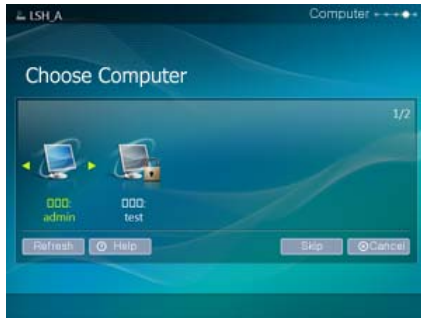 LSH_A
Computer
Choose Computer
1/2
□□□:
admin
□□□:
test
Refresh
Help
Skip
Cancel